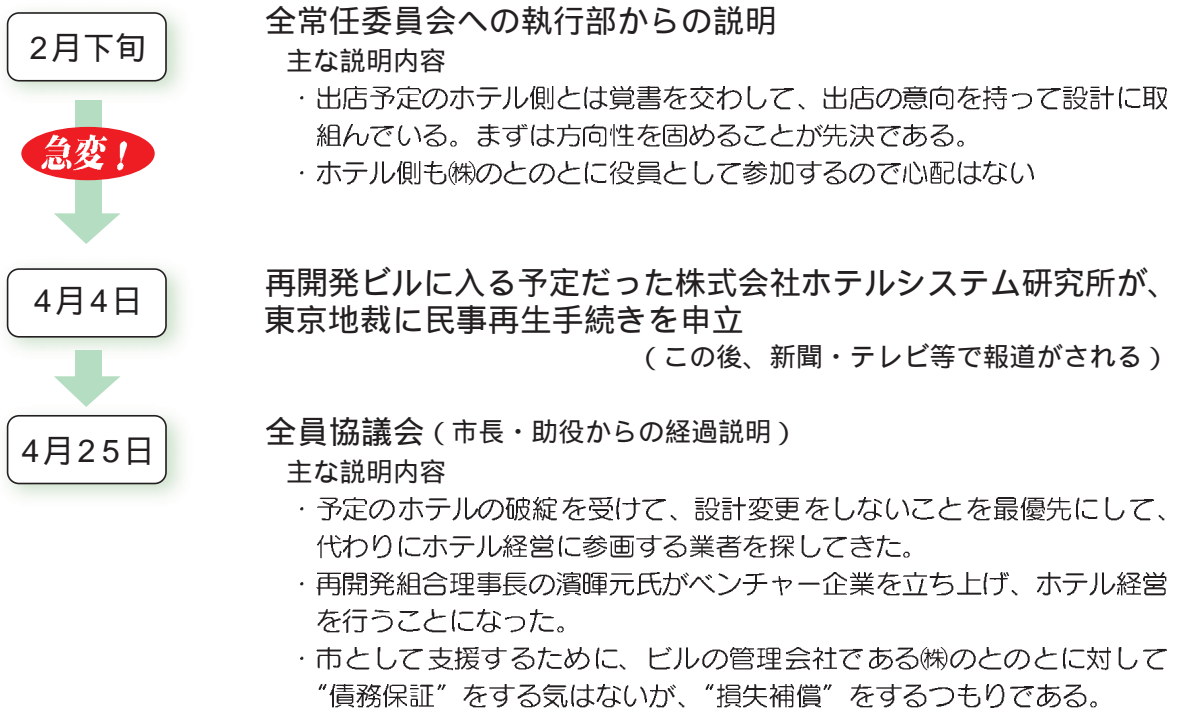 2月下旬
全常任委員会への執行部からの説明
主な説明内容
・出店予定のホテル側とは覚書を交わして、出店の意向を持って設計に取
組んでいる。まずは方向性を固めることが先決である。
・ホテル側も㈱のとのとに役員として参加するので心配はない
急変!
4月4日
再開発ビルに入る予定だった株式会社ホテルシステム研究所が、
東京地裁に民事再生手続きを申立
(この後、新聞・テレビ等で報道がされる)
4月25日
全員協議会(市長・助役からの経過説明)
主な説明内容
・予定のホテルの破綻を受けて、設計変更をしないことを最優先にして、
代わりにホテル経営に参画する業者を探してきた。
・再開発組合理事長の濱暉元氏がベンチャー企業を立ち上げ、ホテル経営
を行うことになった。
・市として支援するために、ビルの管理会社である㈱のとのとに対して
“債務保証”をする気はないが、“損失補償”をするつもりである。